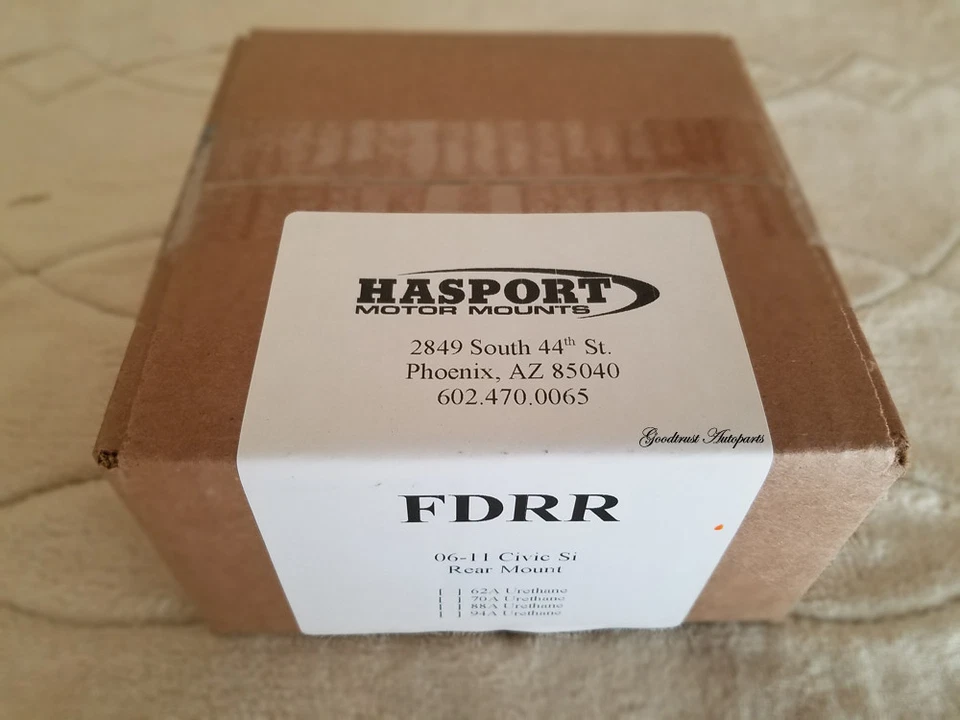 HASPORT
MOTOR MOUNTS
2849 South 44th St.
Phoenix, AZ 85040
602.470.0065
Goodtrust Autoparts
FDRR
06-11 Civic Si
Rear Mount
[ ] 62A Urethane
[ ] 70A Urethane
[ ] 88A Urethane
[ ] 94A Urethane